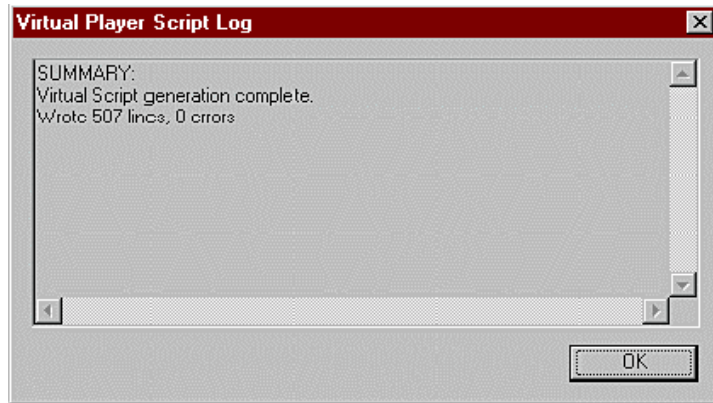 Virtual Player Script Log
SUMMARY:
Virtual Script generation complete.
Wrote 507 lines, 0 errors
OK